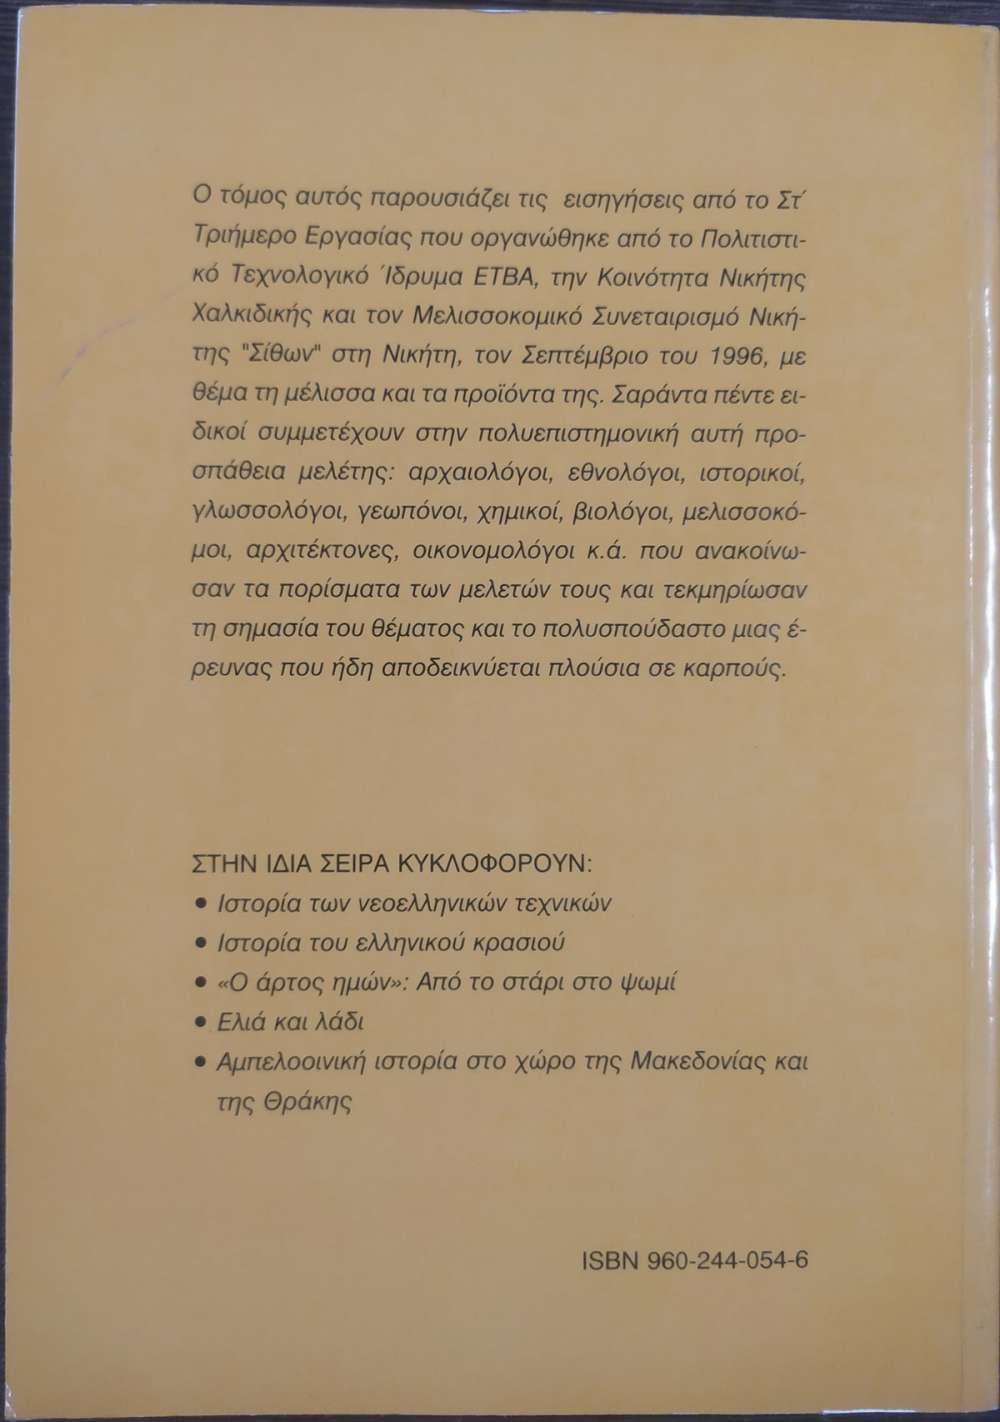 Ο τόμος αυτός παρουσιάζει τις εισηγήσεις από το Στ΄
Τριήμερο Εργασίας που οργανώθηκε από το Πολιτιστι-
κό Τεχνολογικό Ίδρυμα ΕΤΒΑ, την Κοινότητα Νικήτης
Χαλκιδικής και τον Μελισσοκομικό Συνεταιρισμό Νική-
της "Σίθων" στη Νικήτη, τον Σεπτέμβριο του 1996, με
θέμα τη μέλισσα και τα προϊόντα της. Σαράντα πέντε ει-
δικοί συμμετέχουν στην πολυεπιστημονική αυτή προ-
σπάθεια μελέτης: αρχαιολόγοι, εθνολόγοι, ιστορικοί,
γλωσσολόγοι, γεωπόνοι, χημικοί, βιολόγοι, μελισσοκό-
μοι, αρχιτέκτονες, οικονομολόγοι κ.ά. που ανακοίνω-
σαν τα πορίσματα των μελετών τους και τεκμηρίωσαν
τη σημασία του θέματος και το πολυσπούδαστο μιας έ-
ρευνας που ήδη αποδεικνύεται πλούσια σε καρπούς.
ΣΤΗΝ ΙΔΙΑ ΣΕΙΡΑ ΚΥΚΛΟΦΟΡΟΥΝ:
• Ιστορία των νεοελληνικών τεχνικών
• Ιστορία του ελληνικού κρασιού
• «Ο άρτος ημών»: Από το στάρι στο ψωμί
• Ελιά και λάδι
• Αμπελοοινική ιστορία στο χώρο της Μακεδονίας και
της Θράκης
ISBN 960-244-054-6